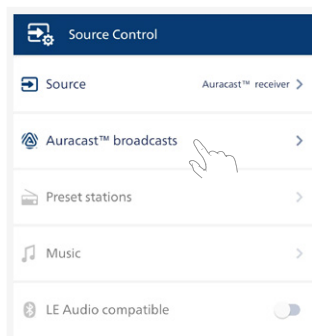 Source Control
Source Auracast™ receiver
Auracast™ broadcasts
Preset stations
Music
LE Audio compatible